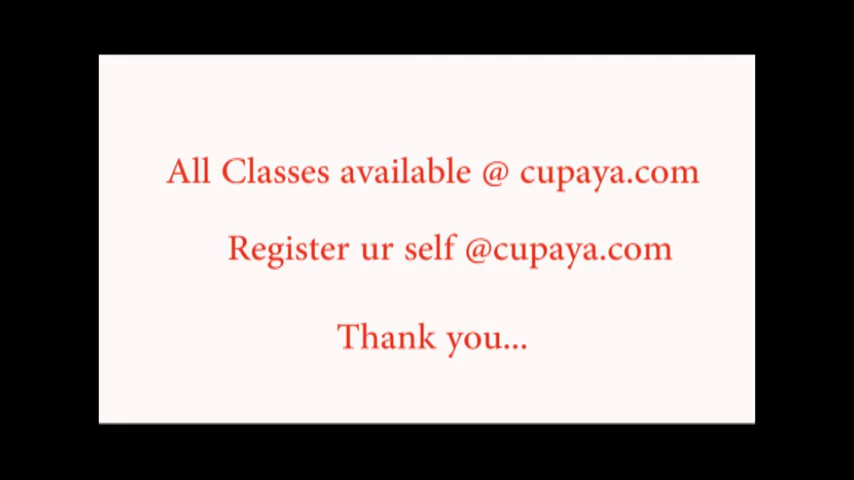 All Classes available @ cupaya.com
Register ur self @cupaya.com
Thank you...